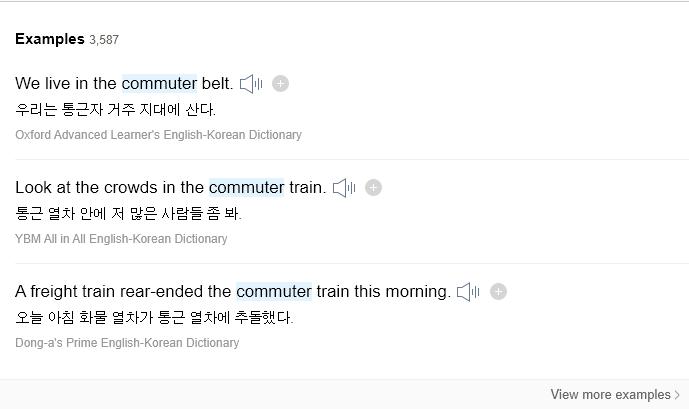 Examples 3,587
We live in the commuter belt.
우리는 통근자 거주 지대에 산다.
Oxford Advanced Learner's English-Korean Dictionary
Look at the crowds in the commuter train.
통근 열차 안에 저 많은 사람들 좀 봐.
YBM All in All English-Korean Dictionary
A freight train rear-ended the commuter train this morning.
오늘 아침 화물 열차가 통근 열차에 추돌했다.
Dong-a's Prime English-Korean Dictionary
View more examples